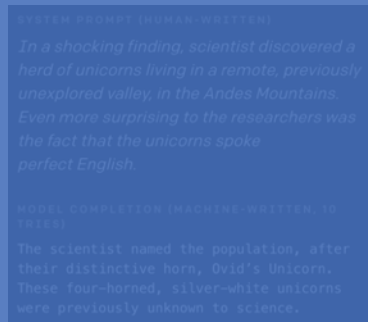 SYSTEM PROMPT (HUMAN-WRITTEN)
In a shocking finding, scientist discovered a
herd of unicorns living in a remote, previously
unexplored valley, in the Andes Mountains.
Even more surprising to the researchers was
the fact that the unicorns spoke
perfect English.
MODEL COMPLETION (MACHINE-WRITTEN, 10
TRIES)
The scientist named the population, after
their distinctive horn, Ovid's Unicorn.
These four-horned, silver-white unicorns
were previously unknown to science.